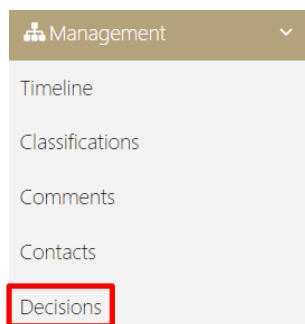 Management
Timeline
Classifications
Comments
Contacts
Decisions